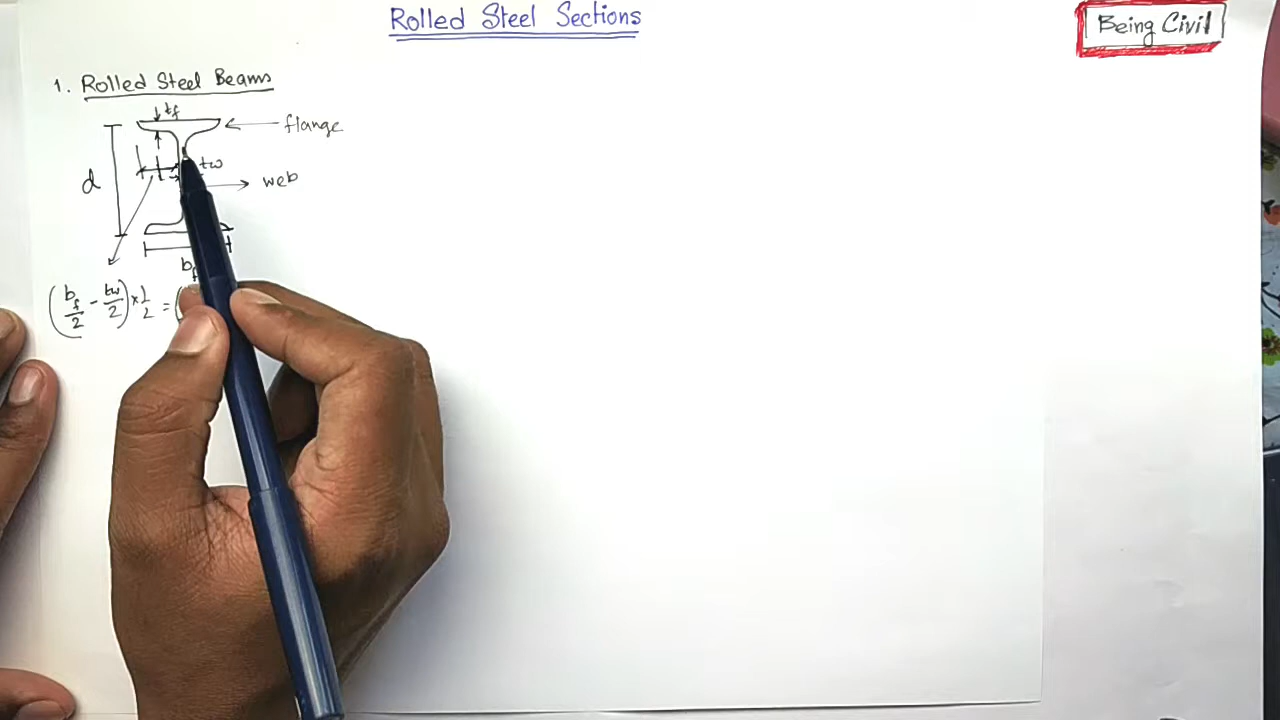 Rolled Steel Sections
Being Civil
1. Rolled Steel Beams
tf
flange
d
tw
web
bf
(bf/2 - tw/2) × 1/2 = (